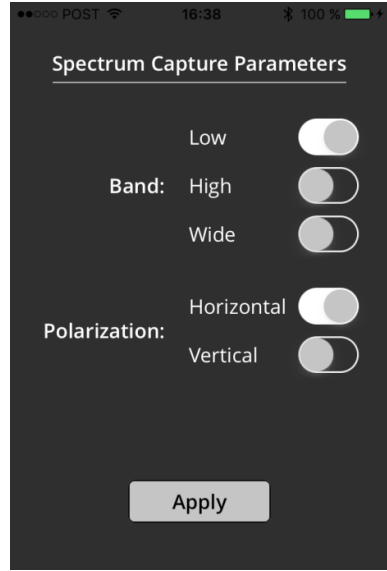 ●●○○○ POST 16:38 100 %
Spectrum Capture Parameters
Low
Band: High
Wide
Horizontal
Polarization:
Vertical
Apply